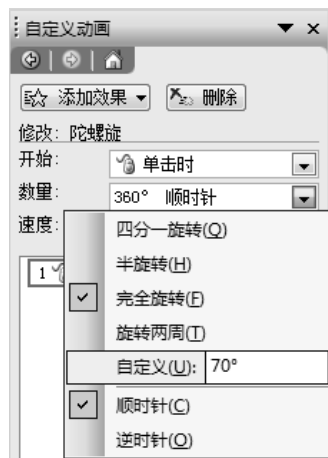 自定义动画
添加效果 删除
修改: 陀螺旋
开始: 单击时
数量: 360° 顺时针
速度:
四分一旋转(Q)
1 半旋转(H)
完全旋转(F)
旋转两周(T)
自定义(U): 70°
顺时针(C)
逆时针(O)